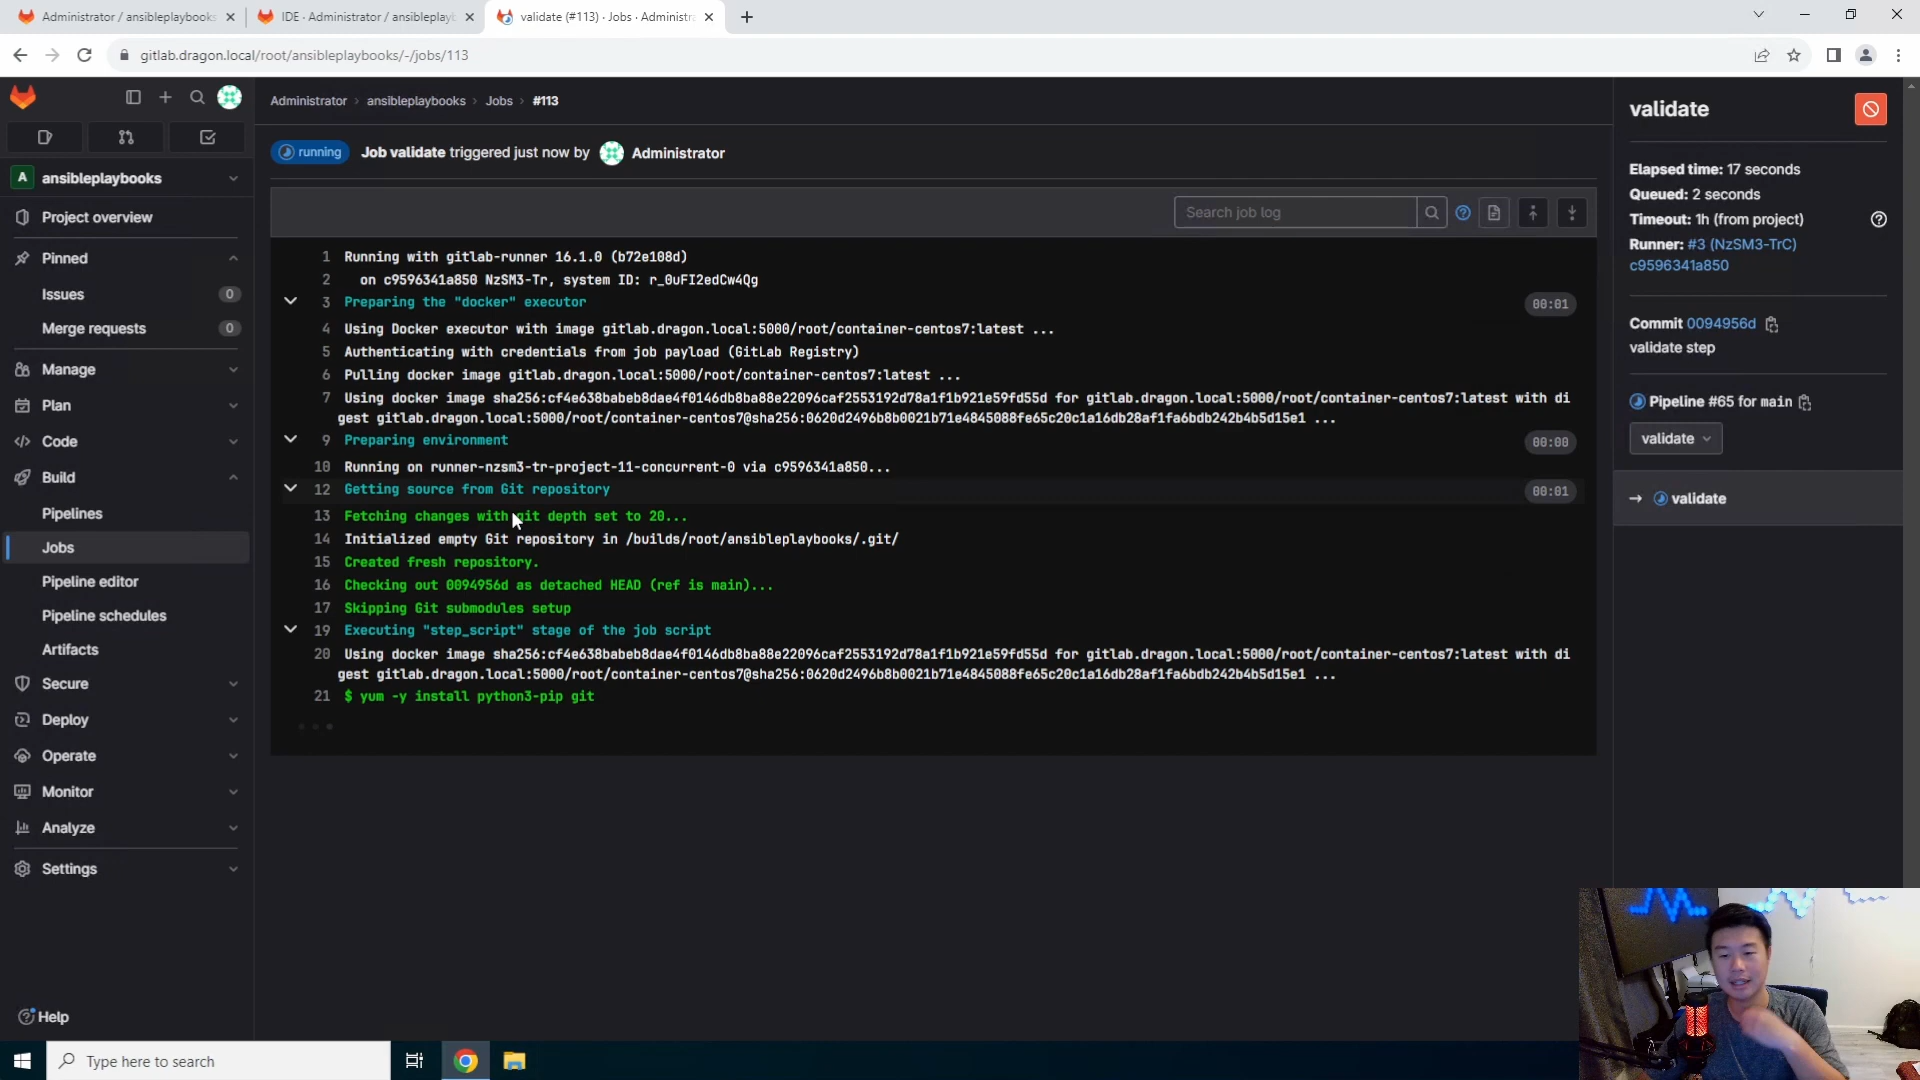 Administrator / ansibleplaybooks
IDE · Administrator / ansibleplayb
validate (#113) · Jobs · Administra
gitlab.dragon.local/root/ansibleplaybooks/-/jobs/113
A ansibleplaybooks
Project overview
Pinned
Issues 0
Merge requests 0
Manage
Plan
Code
Build
Pipelines
Jobs
Pipeline editor
Pipeline schedules
Artifacts
Secure
Deploy
Operate
Monitor
Analyze
Settings
Help
Administrator › ansibleplaybooks › Jobs › #113
running Job validate triggered just now by Administrator
Search job log
1 Running with gitlab-runner 16.1.0 (b72e108d)
2 on c9596341a850 NzSM3-Tr, system ID: r_0uFI2edCw4Qg
3 Preparing the "docker" executor 00:01
4 Using Docker executor with image gitlab.dragon.local:5000/root/container-centos7:latest ...
5 Authenticating with credentials from job payload (GitLab Registry)
6 Pulling docker image gitlab.dragon.local:5000/root/container-centos7:latest ...
7 Using docker image sha256:cf4e638babeb8dae4f0146db8ba88e22096caf2553192d78a1f1b921e59fd55d for gitlab.dragon.local:5000/root/container-centos7:latest with di
gest gitlab.dragon.local:5000/root/container-centos7@sha256:0620d2496b8b0021b71e4845088fe65c20c1a16db28af1fa6bdb242b4b5d15e1 ...
9 Preparing environment 00:00
10 Running on runner-nzsm3-tr-project-11-concurrent-0 via c9596341a850...
12 Getting source from Git repository 00:01
13 Fetching changes with git depth set to 20...
14 Initialized empty Git repository in /builds/root/ansibleplaybooks/.git/
15 Created fresh repository.
16 Checking out 0094956d as detached HEAD (ref is main)...
17 Skipping Git submodules setup
19 Executing "step_script" stage of the job script
20 Using docker image sha256:cf4e638babeb8dae4f0146db8ba88e22096caf2553192d78a1f1b921e59fd55d for gitlab.dragon.local:5000/root/container-centos7:latest with di
gest gitlab.dragon.local:5000/root/container-centos7@sha256:0620d2496b8b0021b71e4845088fe65c20c1a16db28af1fa6bdb242b4b5d15e1 ...
21 $ yum -y install python3-pip git
validate
Elapsed time: 17 seconds
Queued: 2 seconds
Timeout: 1h (from project)
Runner: #3 (NzSM3-TrC)
c9596341a850
Commit 0094956d
validate step
Pipeline #65 for main
validate
→ validate
Type here to search